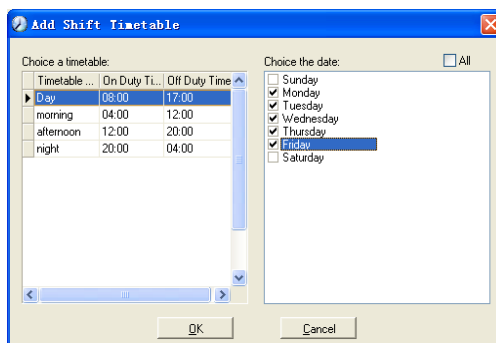 Add Shift Timetable
Choice a timetable:
Timetable ... On Duty Ti... Off Duty Time
Day 08:00 17:00
morning 04:00 12:00
afternoon 12:00 20:00
night 20:00 04:00
Choice the date: All
Sunday
Monday
Tuesday
Wednesday
Thursday
Friday
Saturday
OK Cancel